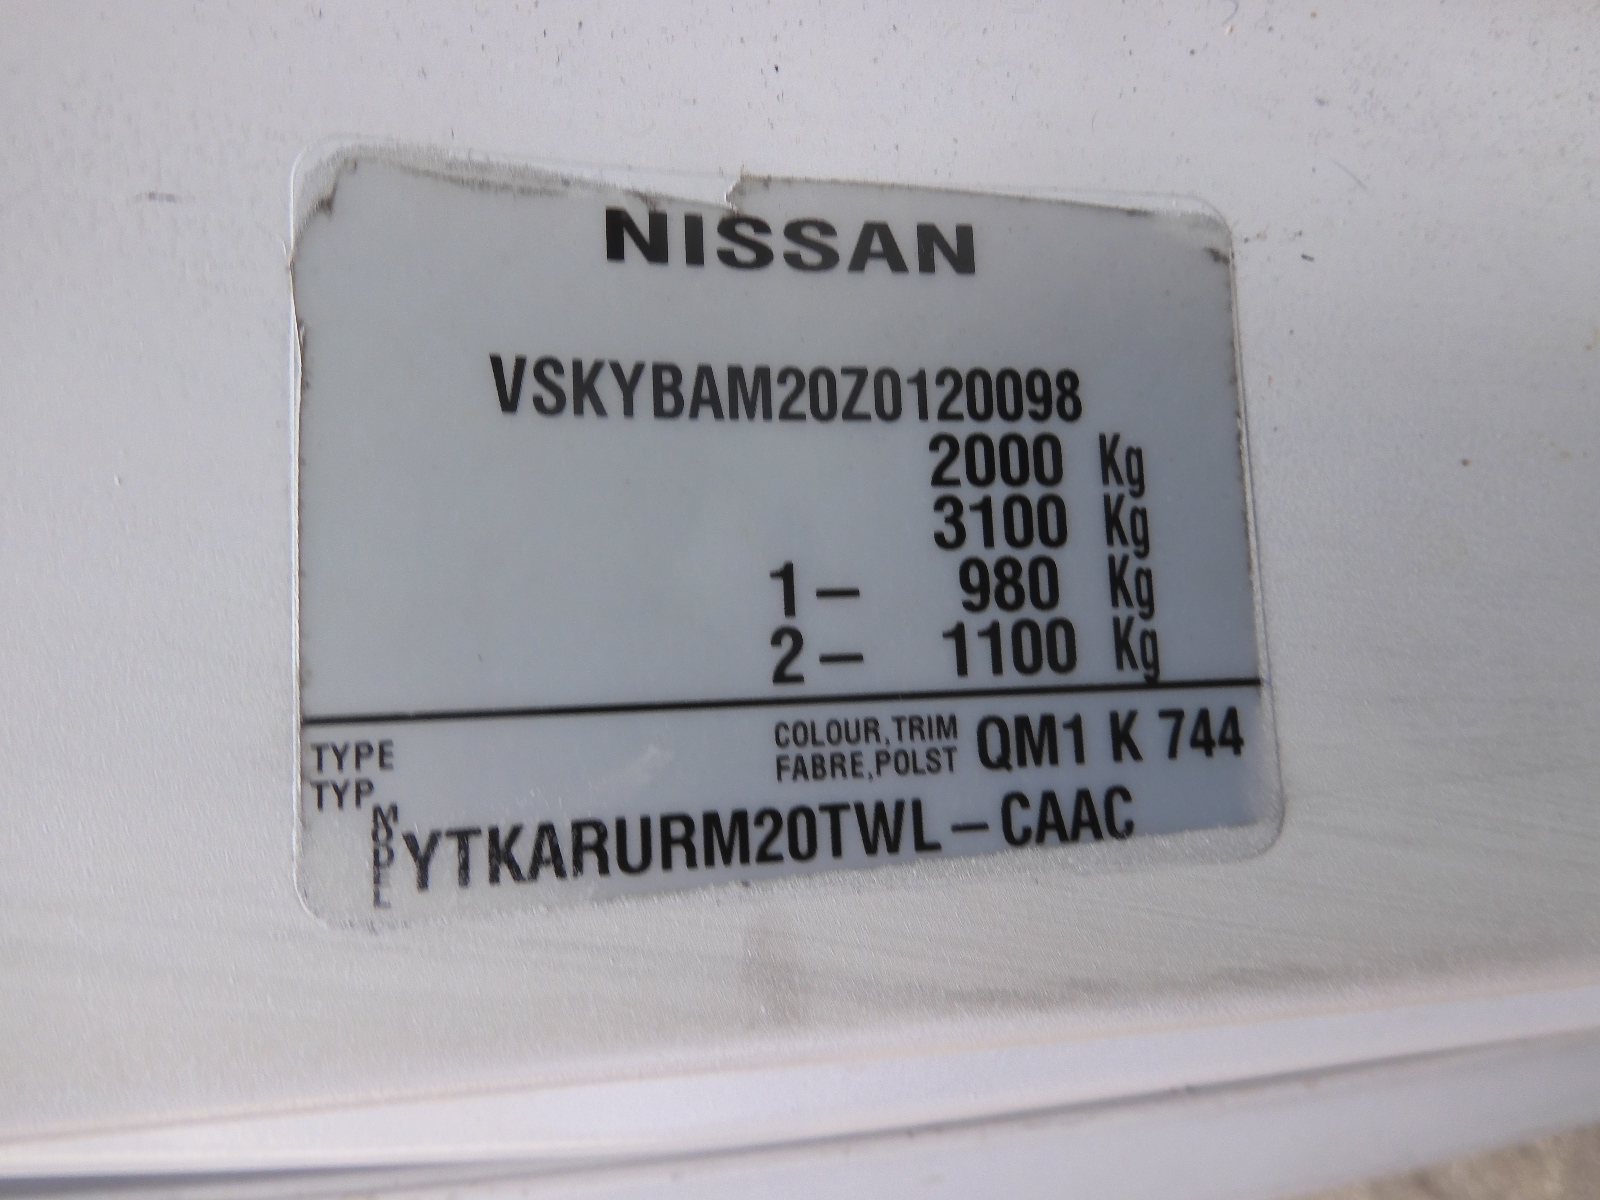 NISSAN
VSKYBAM20Z0120098
2000 Kg
3100 Kg
1 – 980 Kg
2 – 1100 Kg
TYPE
TYP
COLOUR,TRIM
FABRE,POLST
QM1 K 744
MODEL
YTKARURM20TWL – CAAC